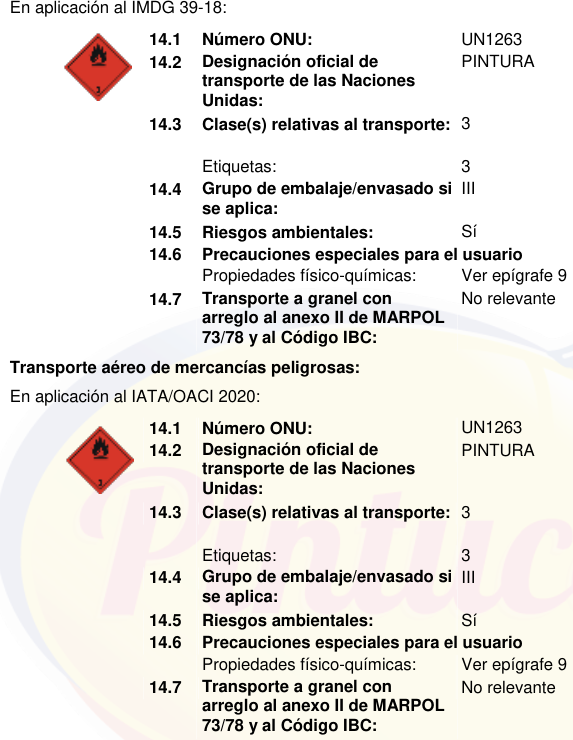 En aplicación al IMDG 39-18:
14.1 Número ONU: UN1263
14.2 Designación oficial de PINTURA
transporte de las Naciones
Unidas:
14.3 Clase(s) relativas al transporte: 3
Etiquetas: 3
14.4 Grupo de embalaje/envasado si III
se aplica:
14.5 Riesgos ambientales: Sí
14.6 Precauciones especiales para el usuario
Propiedades físico-químicas: Ver epígrafe 9
14.7 Transporte a granel con No relevante
arreglo al anexo II de MARPOL
73/78 y al Código IBC:
Transporte aéreo de mercancías peligrosas:
En aplicación al IATA/OACI 2020:
14.1 Número ONU: UN1263
14.2 Designación oficial de PINTURA
transporte de las Naciones
Unidas:
14.3 Clase(s) relativas al transporte: 3
Etiquetas: 3
14.4 Grupo de embalaje/envasado si III
se aplica:
14.5 Riesgos ambientales: Sí
14.6 Precauciones especiales para el usuario
Propiedades físico-químicas: Ver epígrafe 9
14.7 Transporte a granel con No relevante
arreglo al anexo II de MARPOL
73/78 y al Código IBC:
3
3
Pintuc